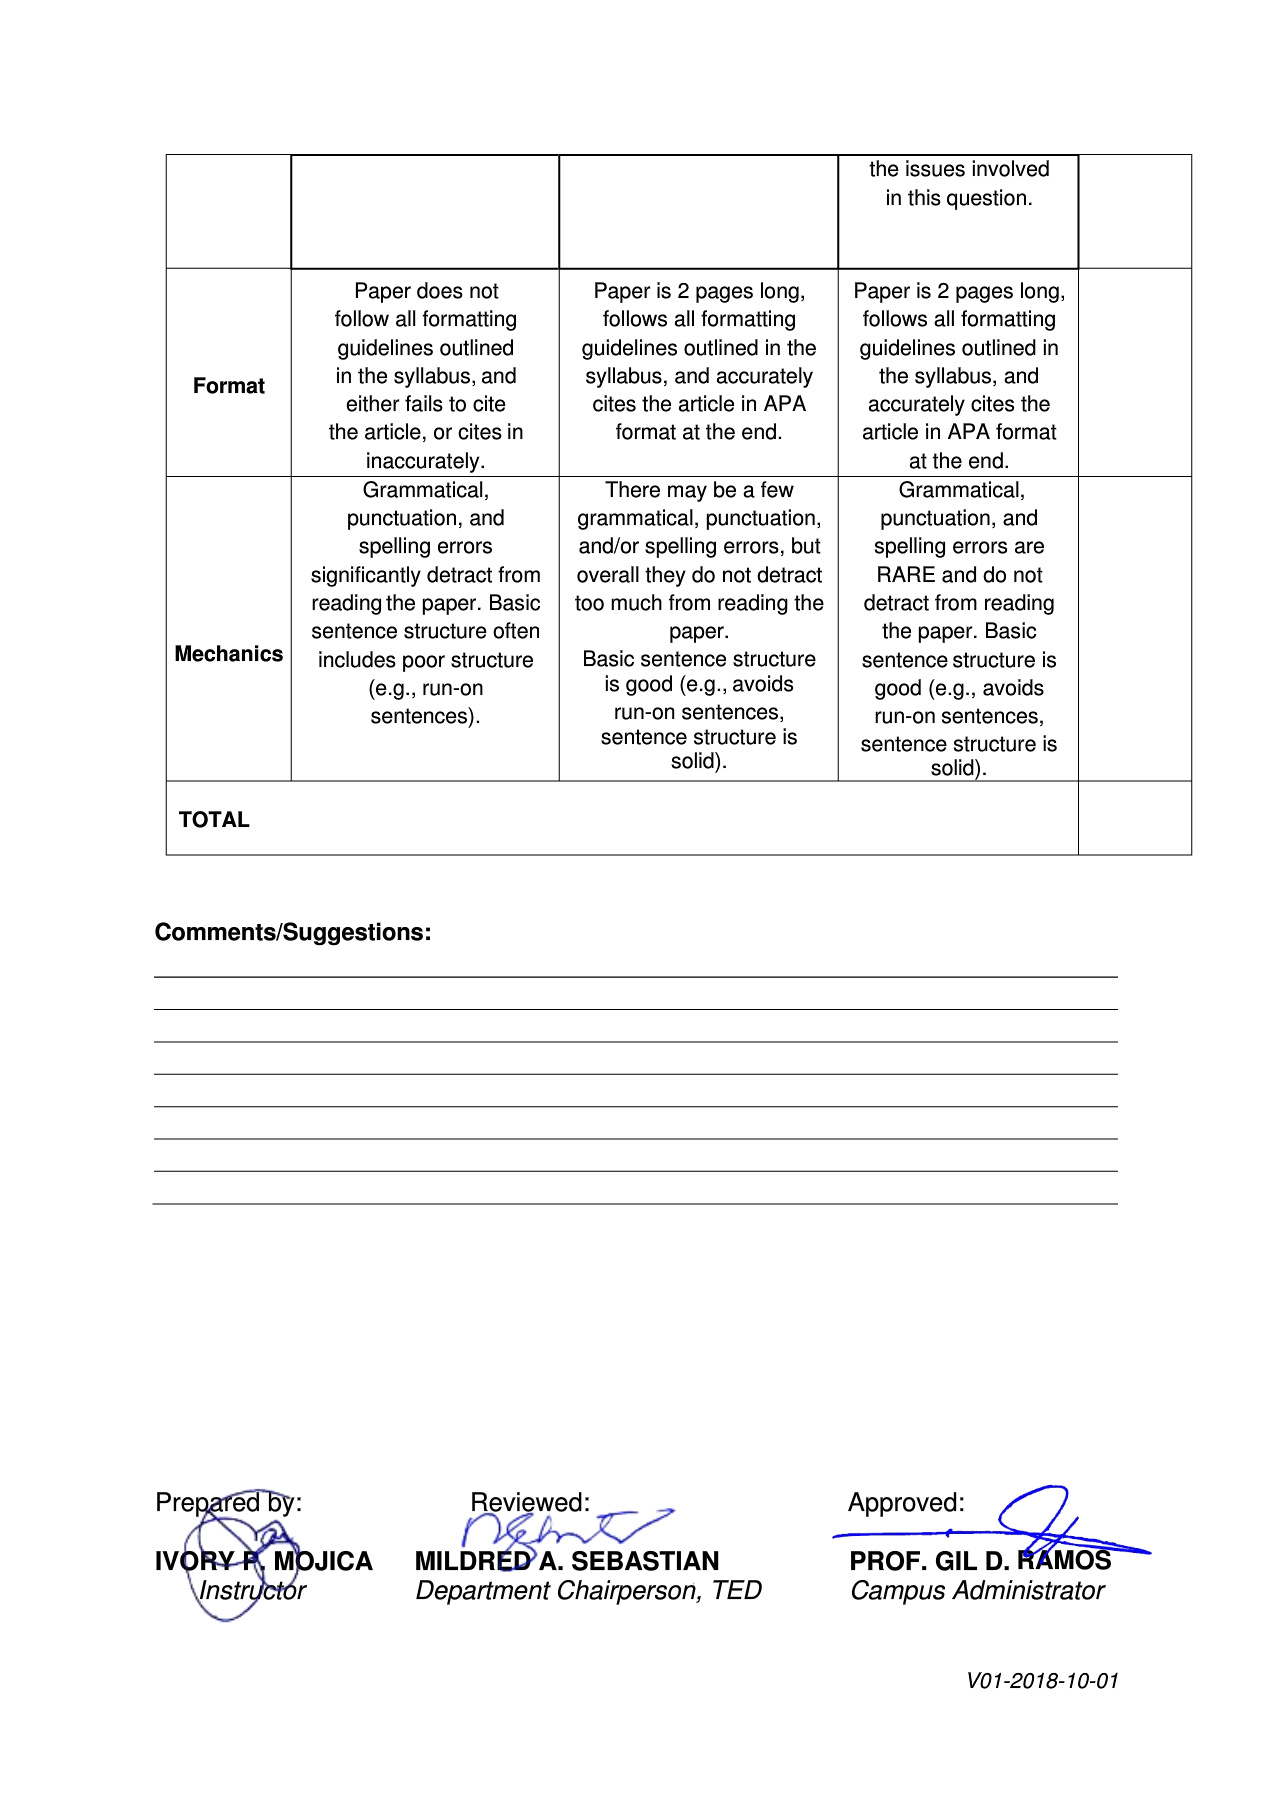 the issues involved
in this question.
Format
Paper does not
follow all formatting
guidelines outlined
in the syllabus, and
either fails to cite
the article, or cites in
inaccurately.
Paper is 2 pages long,
follows all formatting
guidelines outlined in the
syllabus, and accurately
cites the article in APA
format at the end.
Paper is 2 pages long,
follows all formatting
guidelines outlined in
the syllabus, and
accurately cites the
article in APA format
at the end.
Mechanics
Grammatical,
punctuation, and
spelling errors
significantly detract from
reading the paper. Basic
sentence structure often
includes poor structure
(e.g., run-on
sentences).
There may be a few
grammatical, punctuation,
and/or spelling errors, but
overall they do not detract
too much from reading the
paper.
Basic sentence structure
is good (e.g., avoids
run-on sentences,
sentence structure is
solid).
Grammatical,
punctuation, and
spelling errors are
RARE and do not
detract from reading
the paper. Basic
sentence structure is
good (e.g., avoids
run-on sentences,
sentence structure is
solid).
TOTAL
Comments/Suggestions:
Prepared by: Reviewed: Approved:
IVORY P. MOJICA MILDRED A. SEBASTIAN PROF. GIL D. RAMOS
Instructor Department Chairperson, TED Campus Administrator
V01-2018-10-01